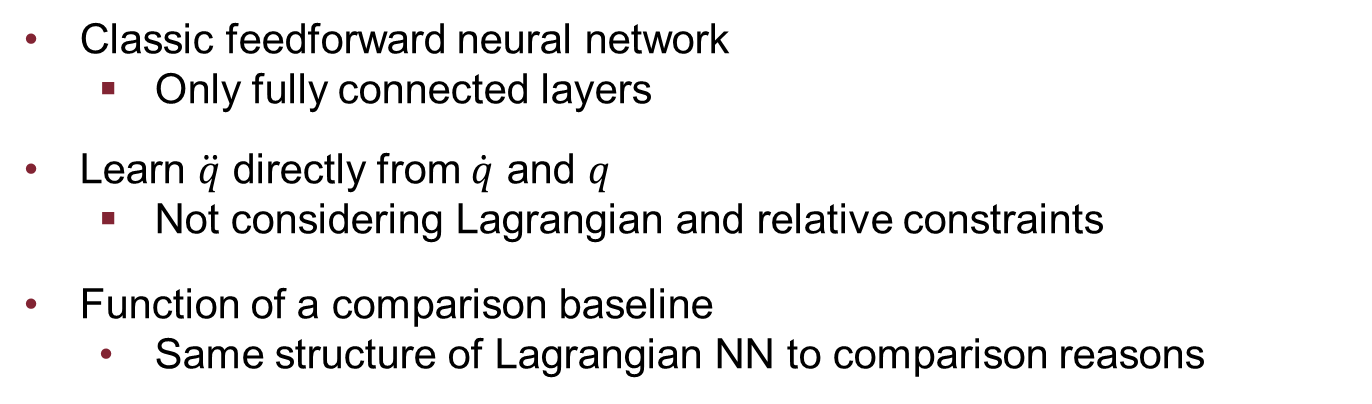 • Classic feedforward neural network
▪ Only fully connected layers
• Learn q̈ directly from q̇ and q
▪ Not considering Lagrangian and relative constraints
• Function of a comparison baseline
• Same structure of Lagrangian NN to comparison reasons